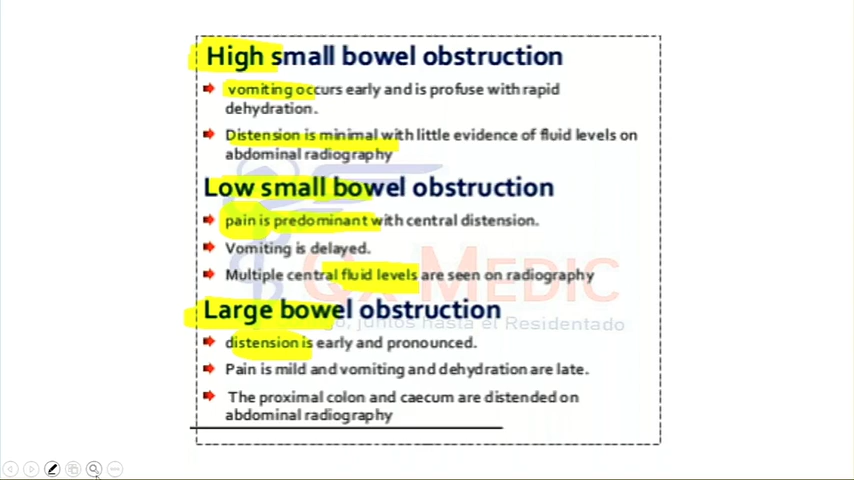 High small bowel obstruction
vomiting occurs early and is profuse with rapid
dehydration.
Distension is minimal with little evidence of fluid levels on
abdominal radiography
Low small bowel obstruction
pain is predominant with central distension.
Vomiting is delayed.
Multiple central fluid levels are seen on radiography
Large bowel obstruction
distension is early and pronounced.
Pain is mild and vomiting and dehydration are late.
The proximal colon and caecum are distended on
abdominal radiography
MEDIC
juntos hasta el Residentado